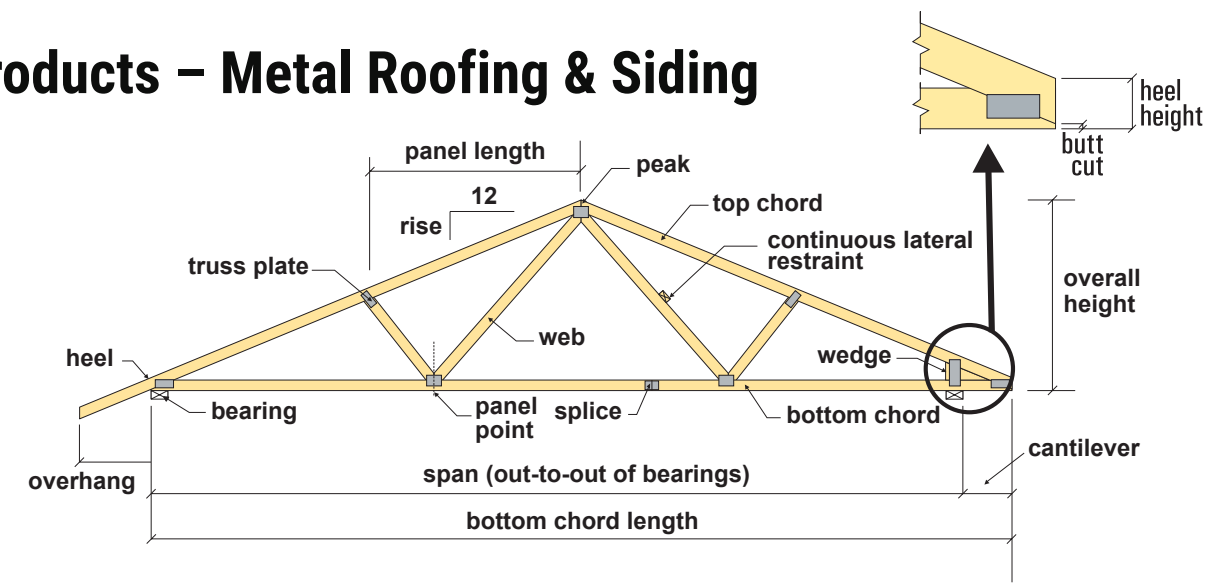 roducts – Metal Roofing & Siding
heel
height
butt
cut
panel length
peak
12
rise
top chord
continuous lateral
restraint
truss plate
overall
height
web
wedge
heel
bearing
panel
point
splice
bottom chord
cantilever
overhang
span (out-to-out of bearings)
bottom chord length